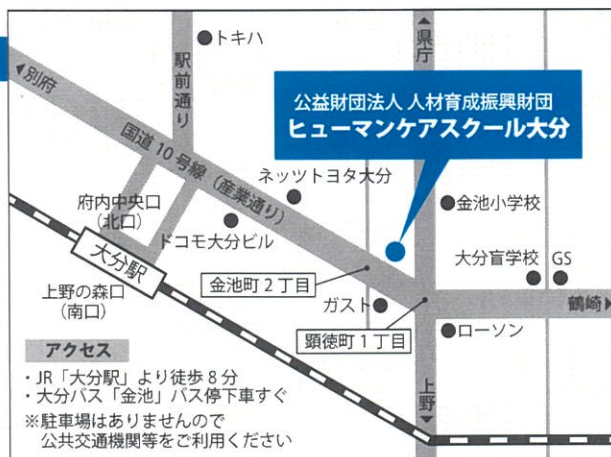 トキハ
▲県庁
◀別府
駅前通り
公益財団法人 人材育成振興財団
ヒューマンケアスクール大分
国道10号線（産業通り）
ネッツトヨタ大分
府内中央口
（北口）
ドコモ大分ビル
金池小学校
大分駅
大分盲学校
GS
金池町2丁目
上野の森口
（南口）
ガスト
鶴崎▶
顕徳町1丁目
ローソン
上野▼
アクセス
・JR「大分駅」より徒歩8分
・大分バス「金池」バス停下車すぐ
※駐車場はありませんので
公共交通機関等をご利用ください